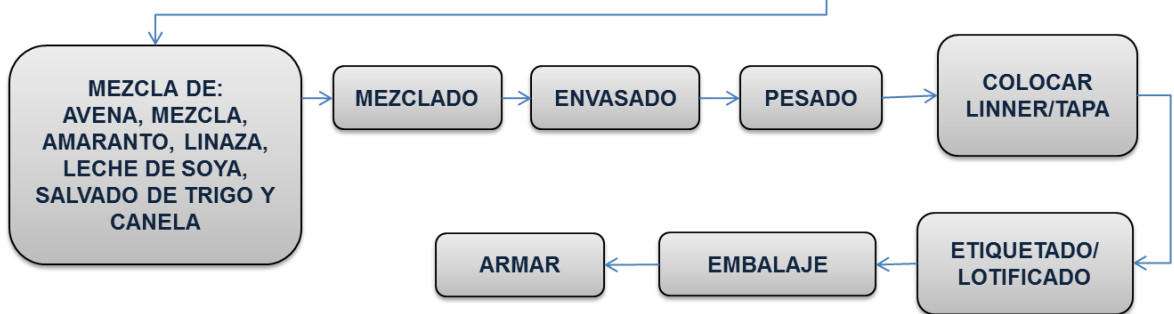 MEZCLA DE:
AVENA, MEZCLA,
AMARANTO, LINAZA,
LECHE DE SOYA,
SALVADO DE TRIGO Y
CANELA
MEZCLADO
ENVASADO
PESADO
COLOCAR
LINNER/TAPA
ETIQUETADO/
LOTIFICADO
EMBALAJE
ARMAR